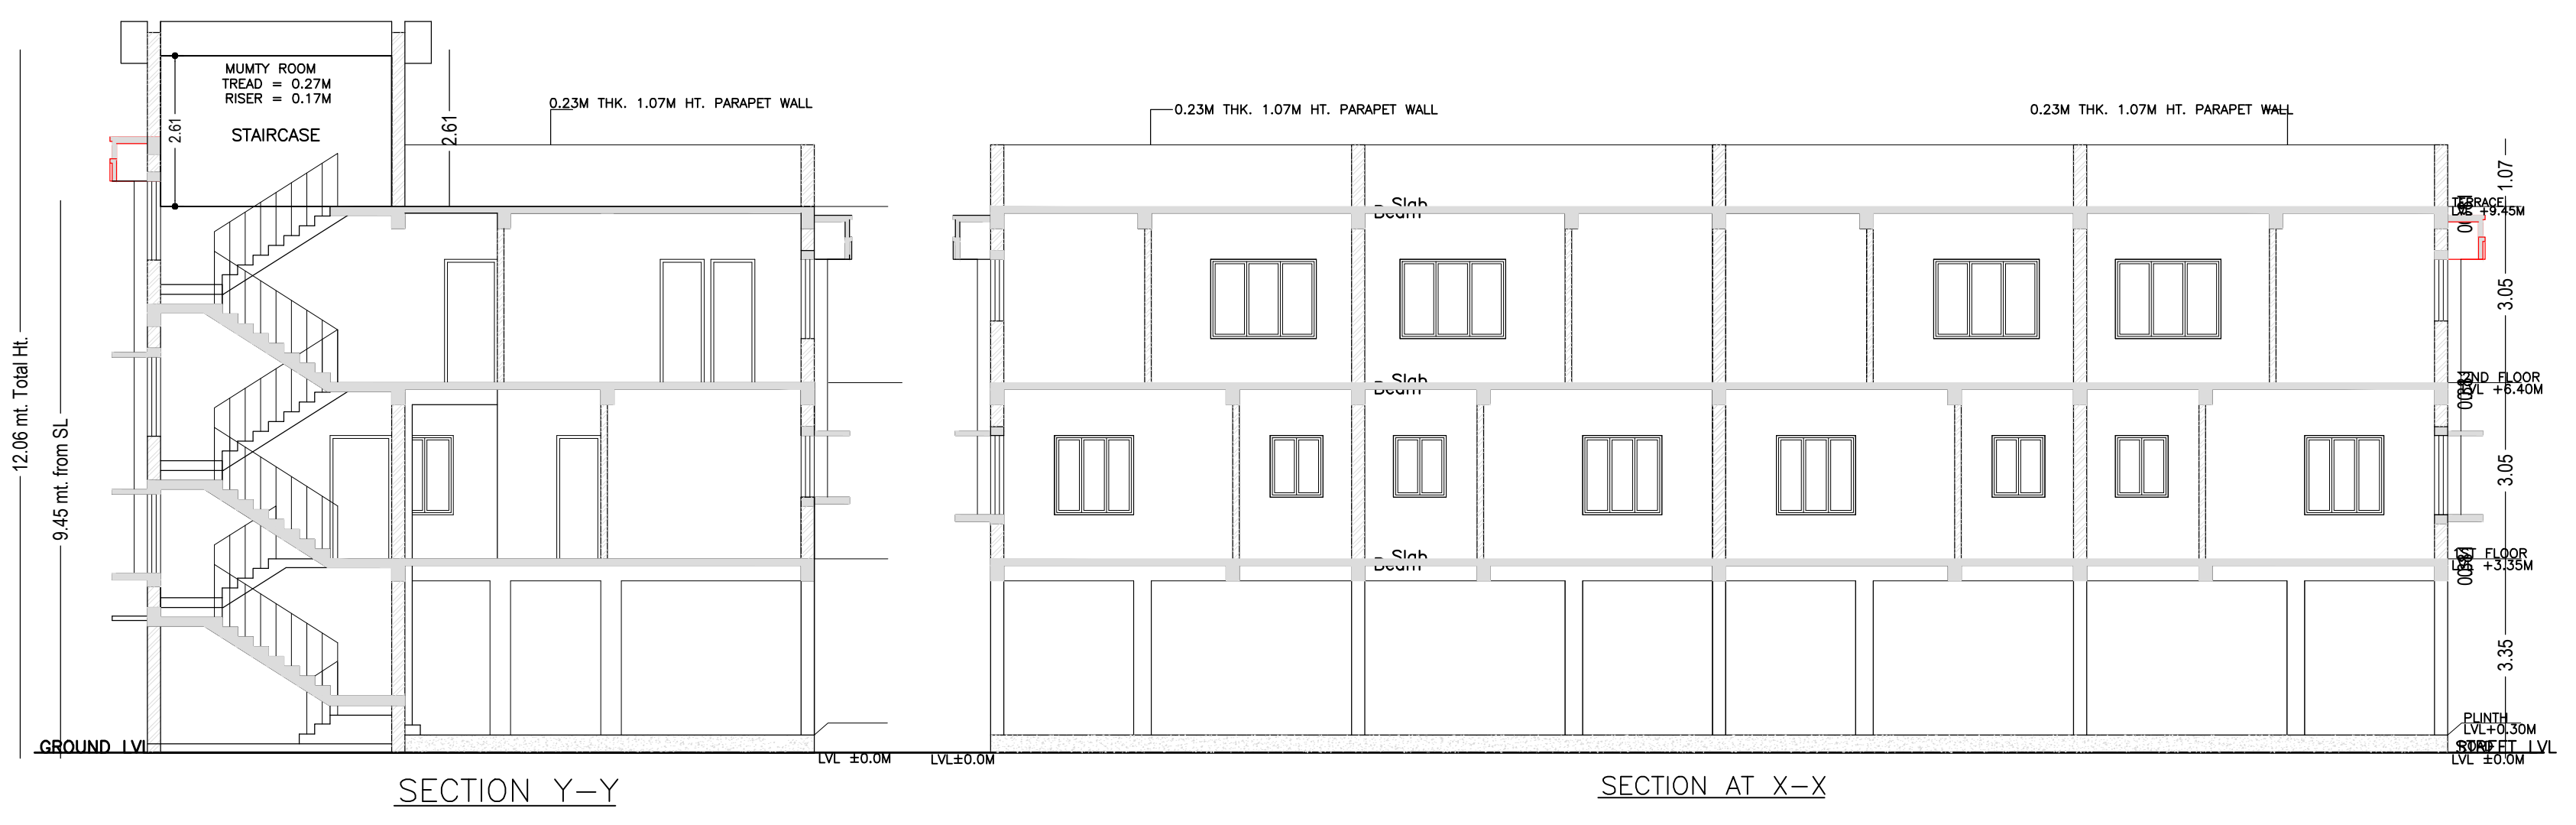 MUMTY ROOM
TREAD = 0.27M
RISER = 0.17M
STAIRCASE
2.61
2.61
0.23M THK. 1.07M HT. PARAPET WALL
12.06 mt. Total Ht.
9.45 mt. from SL
GROUND LVL
LVL ±0.0M
SECTION Y-Y
0.23M THK. 1.07M HT. PARAPET WALL
0.23M THK. 1.07M HT. PARAPET WALL
Slab
Beam
Slab
Beam
Slab
Beam
1.07
TERRACE
LVL +9.45M
3.05
2ND FLOOR
LVL +6.40M
3.05
1ST FLOOR
LVL +3.35M
3.35
PLINTH
LVL+0.30M
STREET LVL
LVL ±0.0M
LVL±0.0M
SECTION AT X-X